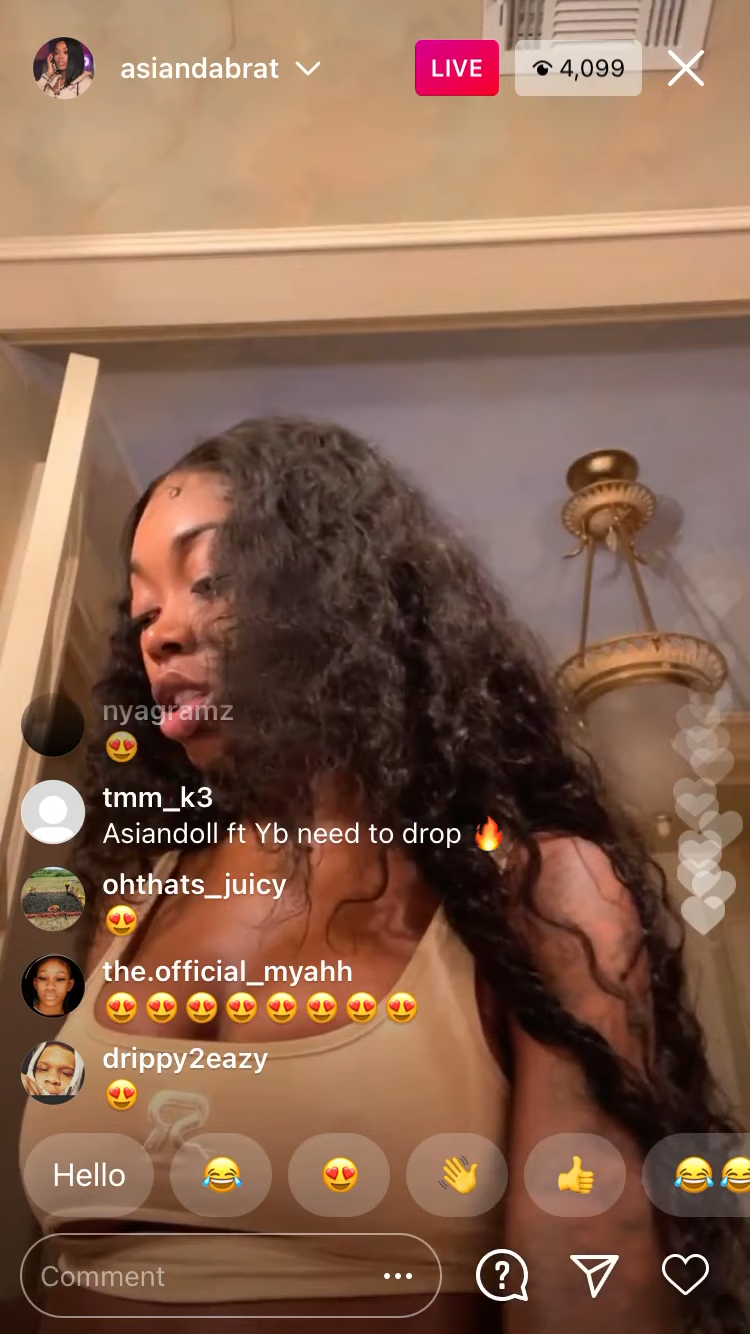 asiandabrat
LIVE
4,099
nyagramz
😍
tmm_k3
Asiandoll ft Yb need to drop 🔥
ohthats_juicy
😍
the.official_myahh
😍😍😍😍😍😍😍😍
drippy2eazy
😍
Hello 😂 😍 👋 👍 😂😂
Comment